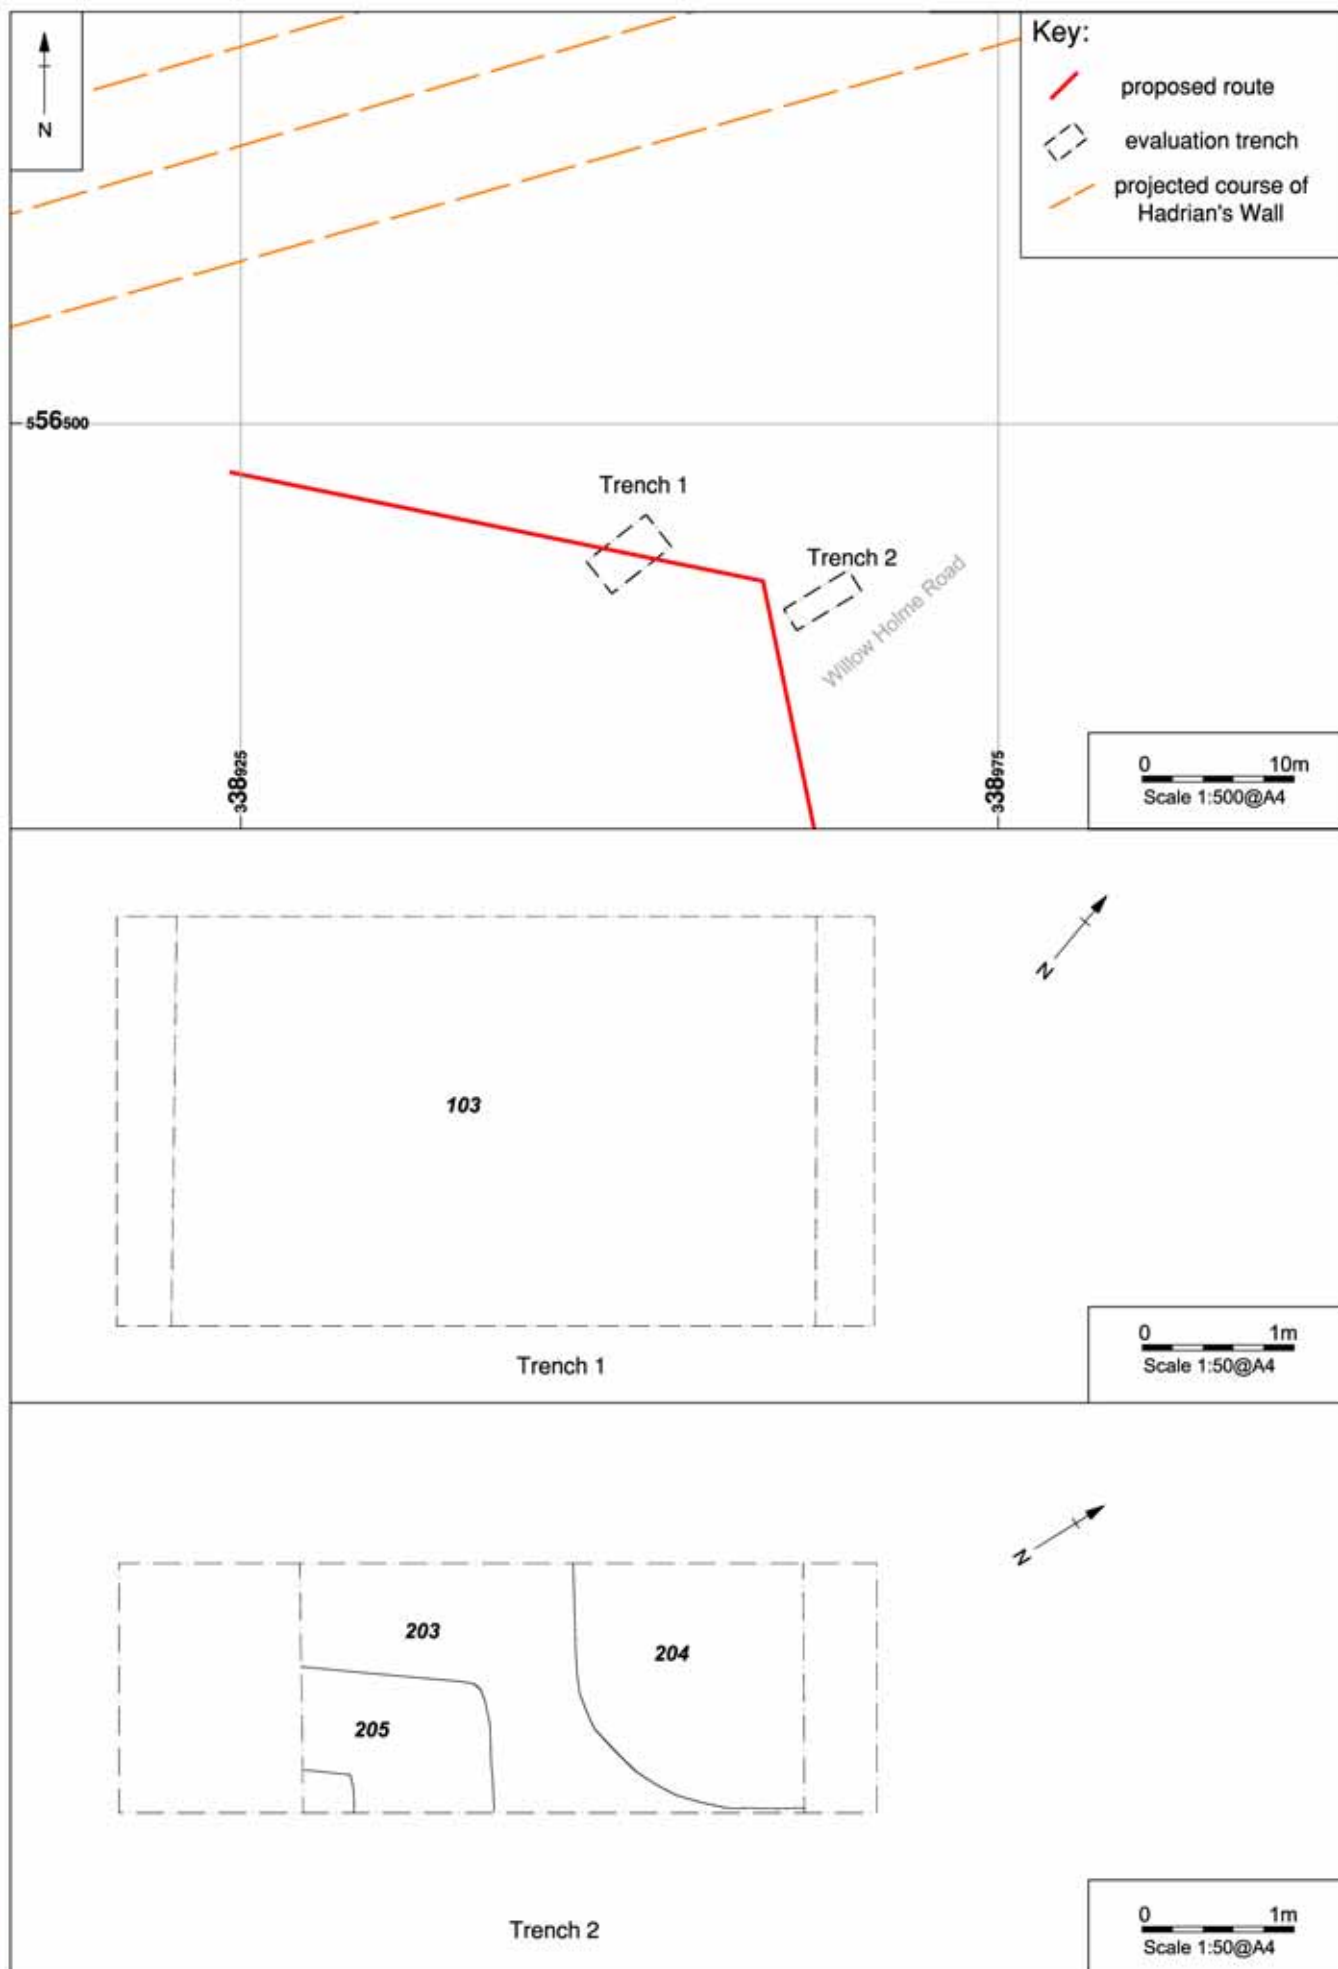 N
Key:
proposed route
evaluation trench
projected course of
Hadrian's Wall
556500
Trench 1
Trench 2
Willow Holme Road
338925
338975
0 10m
Scale 1:500@A4
N
103
Trench 1
0 1m
Scale 1:50@A4
N
203
204
205
Trench 2
0 1m
Scale 1:50@A4